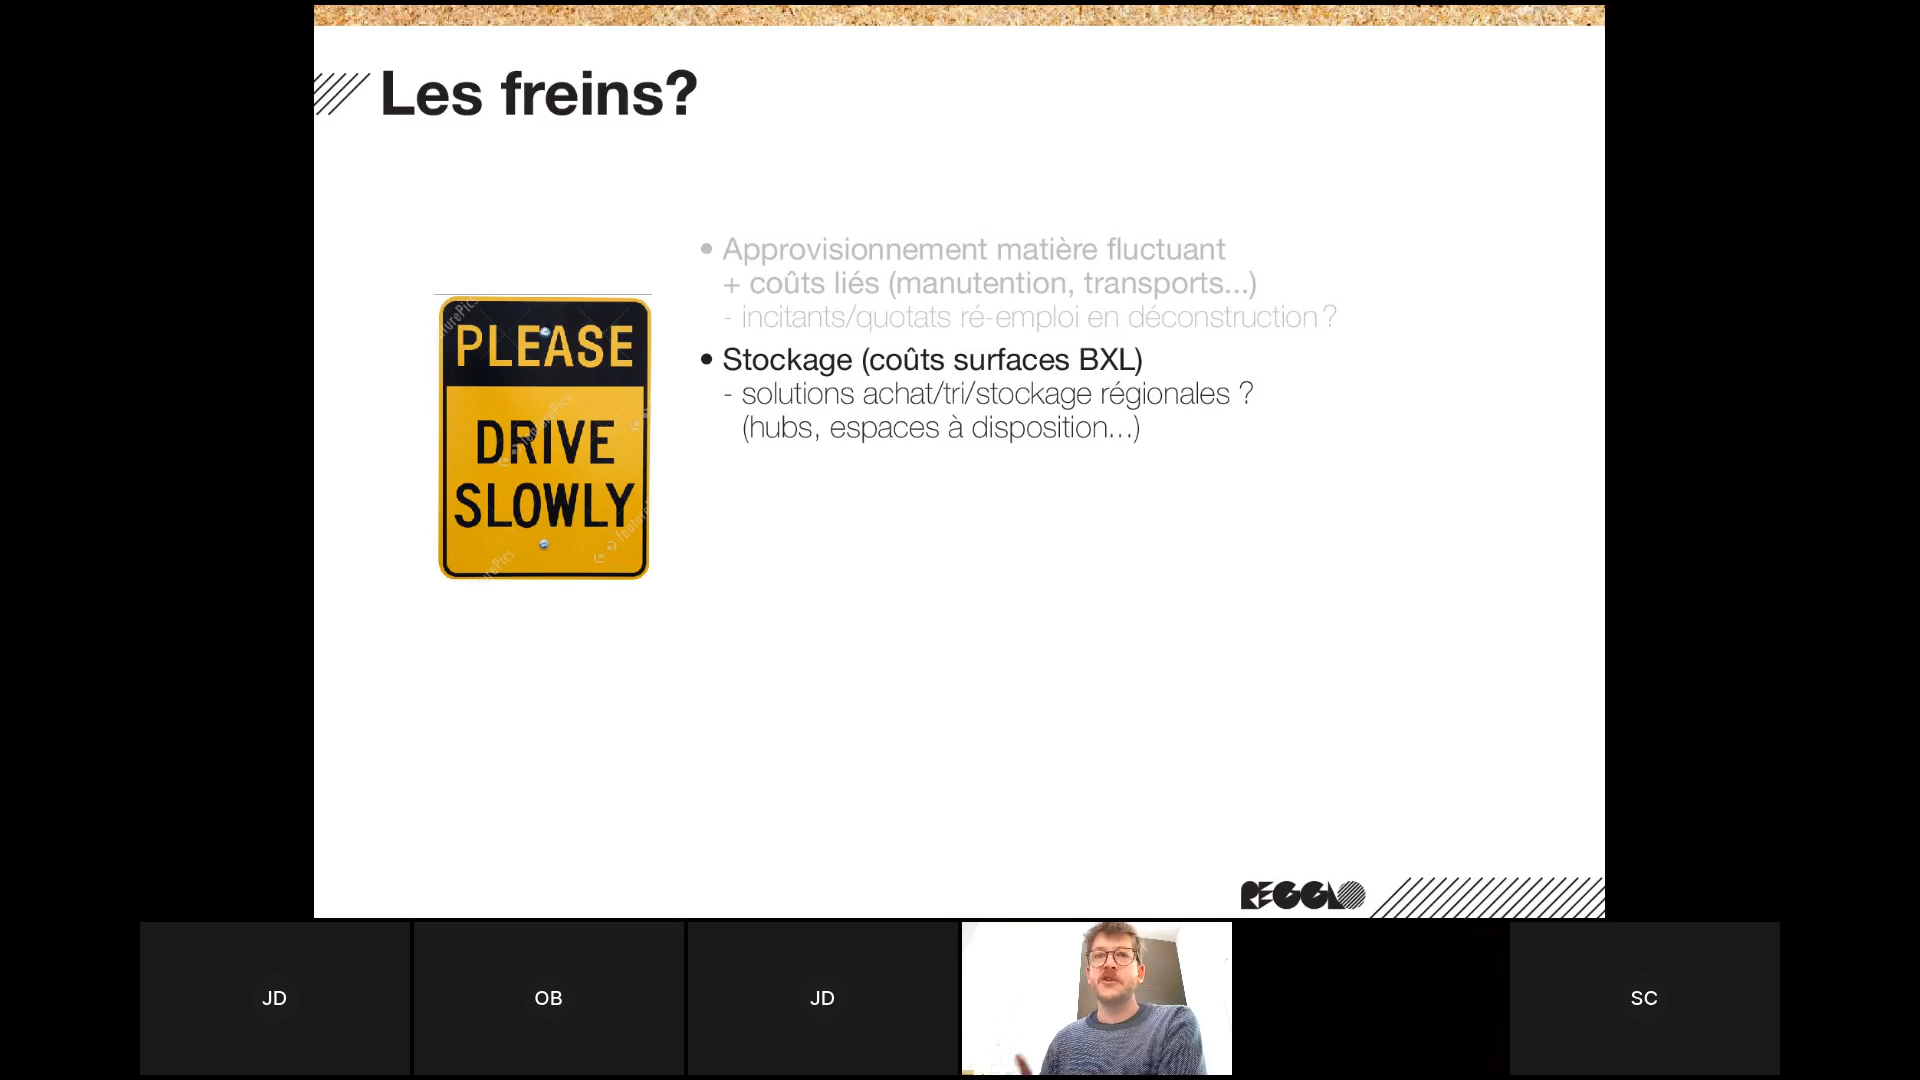 Les freins?
• Approvisionnement matière fluctuant
+ coûts liés (manutention, transports...)
- incitants/quotats ré-emploi en déconstruction ?
• Stockage (coûts surfaces BXL)
- solutions achat/tri/stockage régionales ?
(hubs, espaces à disposition...)
PLEASE
DRIVE
SLOWLY
REGGLO
JD
OB
JD
SC